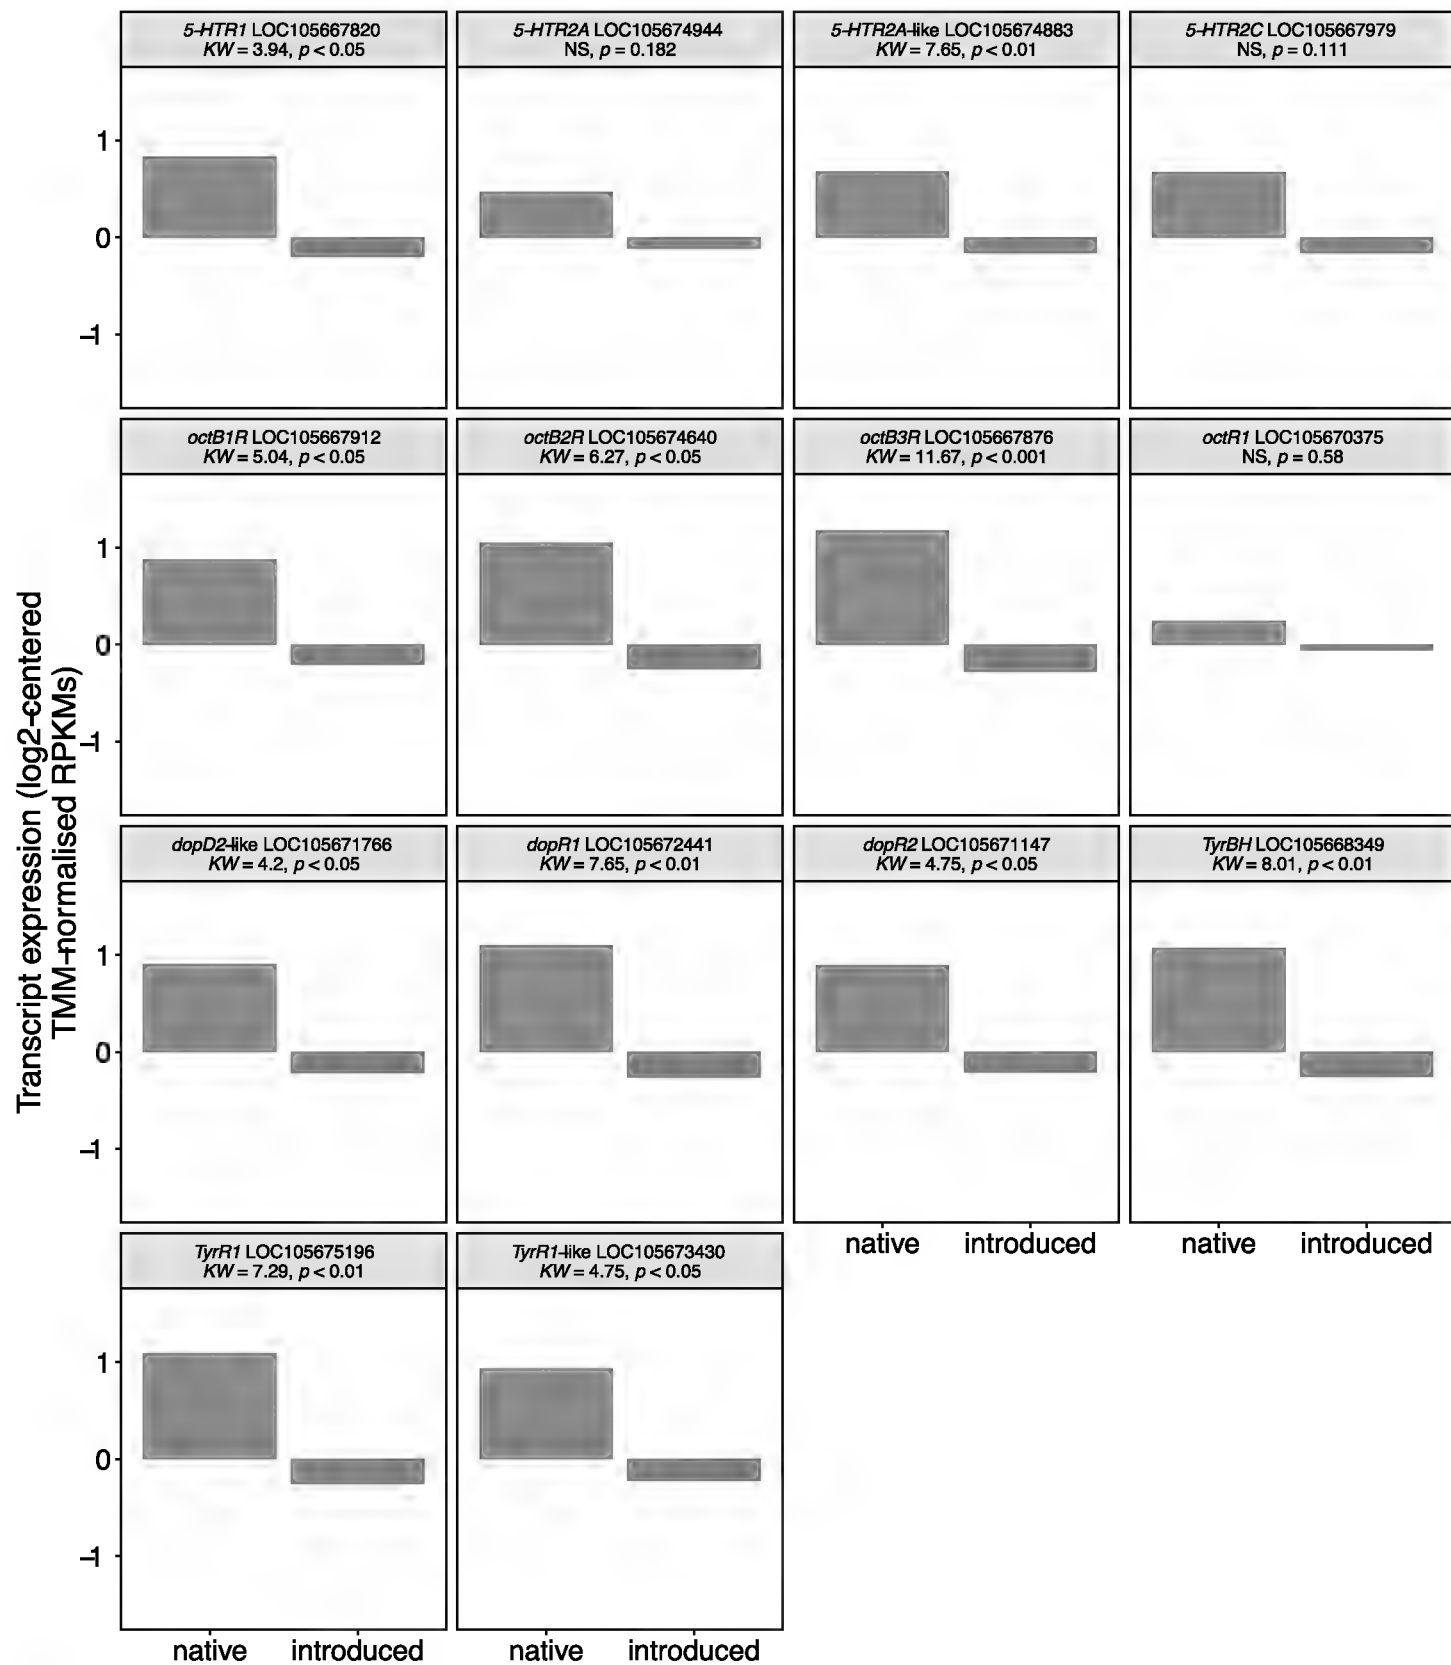 5-HTR1 LOC105667820
KW = 3.94, p < 0.05
5-HTR2A LOC105674944
NS, p = 0.182
5-HTR2A-like LOC105674883
KW = 7.65, p < 0.01
5-HTR2C LOC105667979
NS, p = 0.111
1
0
–1
octB1R LOC105667912
KW = 5.04, p < 0.05
octB2R LOC105674640
KW = 6.27, p < 0.05
octB3R LOC105667876
KW = 11.67, p < 0.001
octR1 LOC105670375
NS, p = 0.58
1
0
–1
Transcript expression (log2–centered
TMM–normalised RPKMs)
dopD2-like LOC105671766
KW = 4.2, p < 0.05
dopR1 LOC105672441
KW = 7.65, p < 0.01
dopR2 LOC105671147
KW = 4.75, p < 0.05
TyrBH LOC105668349
KW = 8.01, p < 0.01
1
0
–1
native introduced
native introduced
TyrR1 LOC105675196
KW = 7.29, p < 0.01
TyrR1-like LOC105673430
KW = 4.75, p < 0.05
1
0
–1
native introduced
native introduced